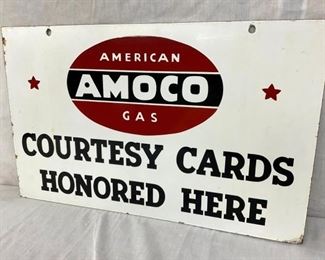 AMERICAN
AMOCO
GAS
COURTESY CARDS
HONORED HERE